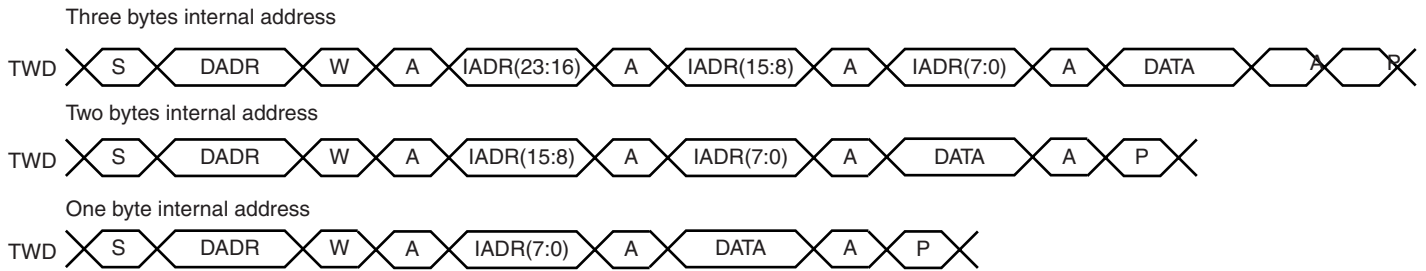 Three bytes internal address
TWD S DADR W A IADR(23:16) A IADR(15:8) A IADR(7:0) A DATA A P
Two bytes internal address
TWD S DADR W A IADR(15:8) A IADR(7:0) A DATA A P
One byte internal address
TWD S DADR W A IADR(7:0) A DATA A P